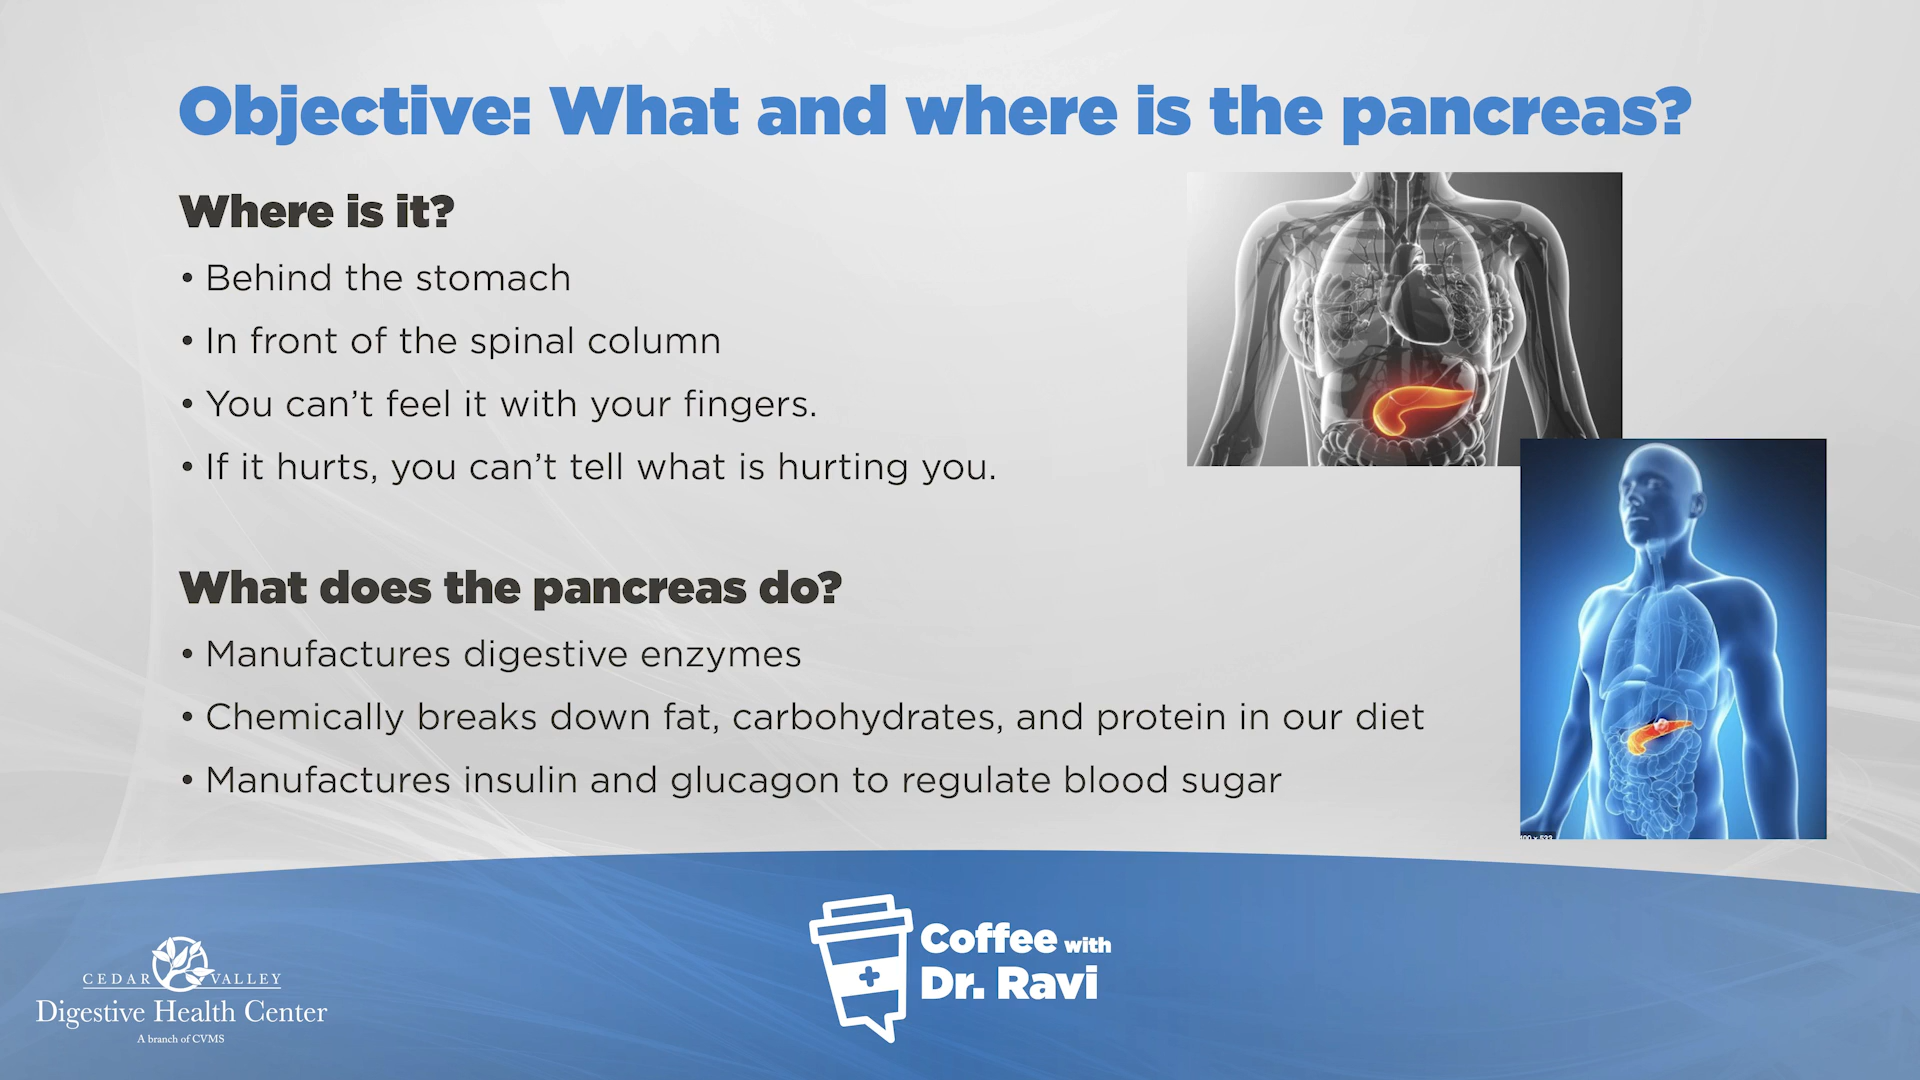 Objective: What and where is the pancreas?
Where is it?
• Behind the stomach
• In front of the spinal column
• You can’t feel it with your fingers.
• If it hurts, you can’t tell what is hurting you.
What does the pancreas do?
• Manufactures digestive enzymes
• Chemically breaks down fat, carbohydrates, and protein in our diet
• Manufactures insulin and glucagon to regulate blood sugar
400 x 533
CEDAR VALLEY
Digestive Health Center
A branch of CVMS
Coffee with
Dr. Ravi